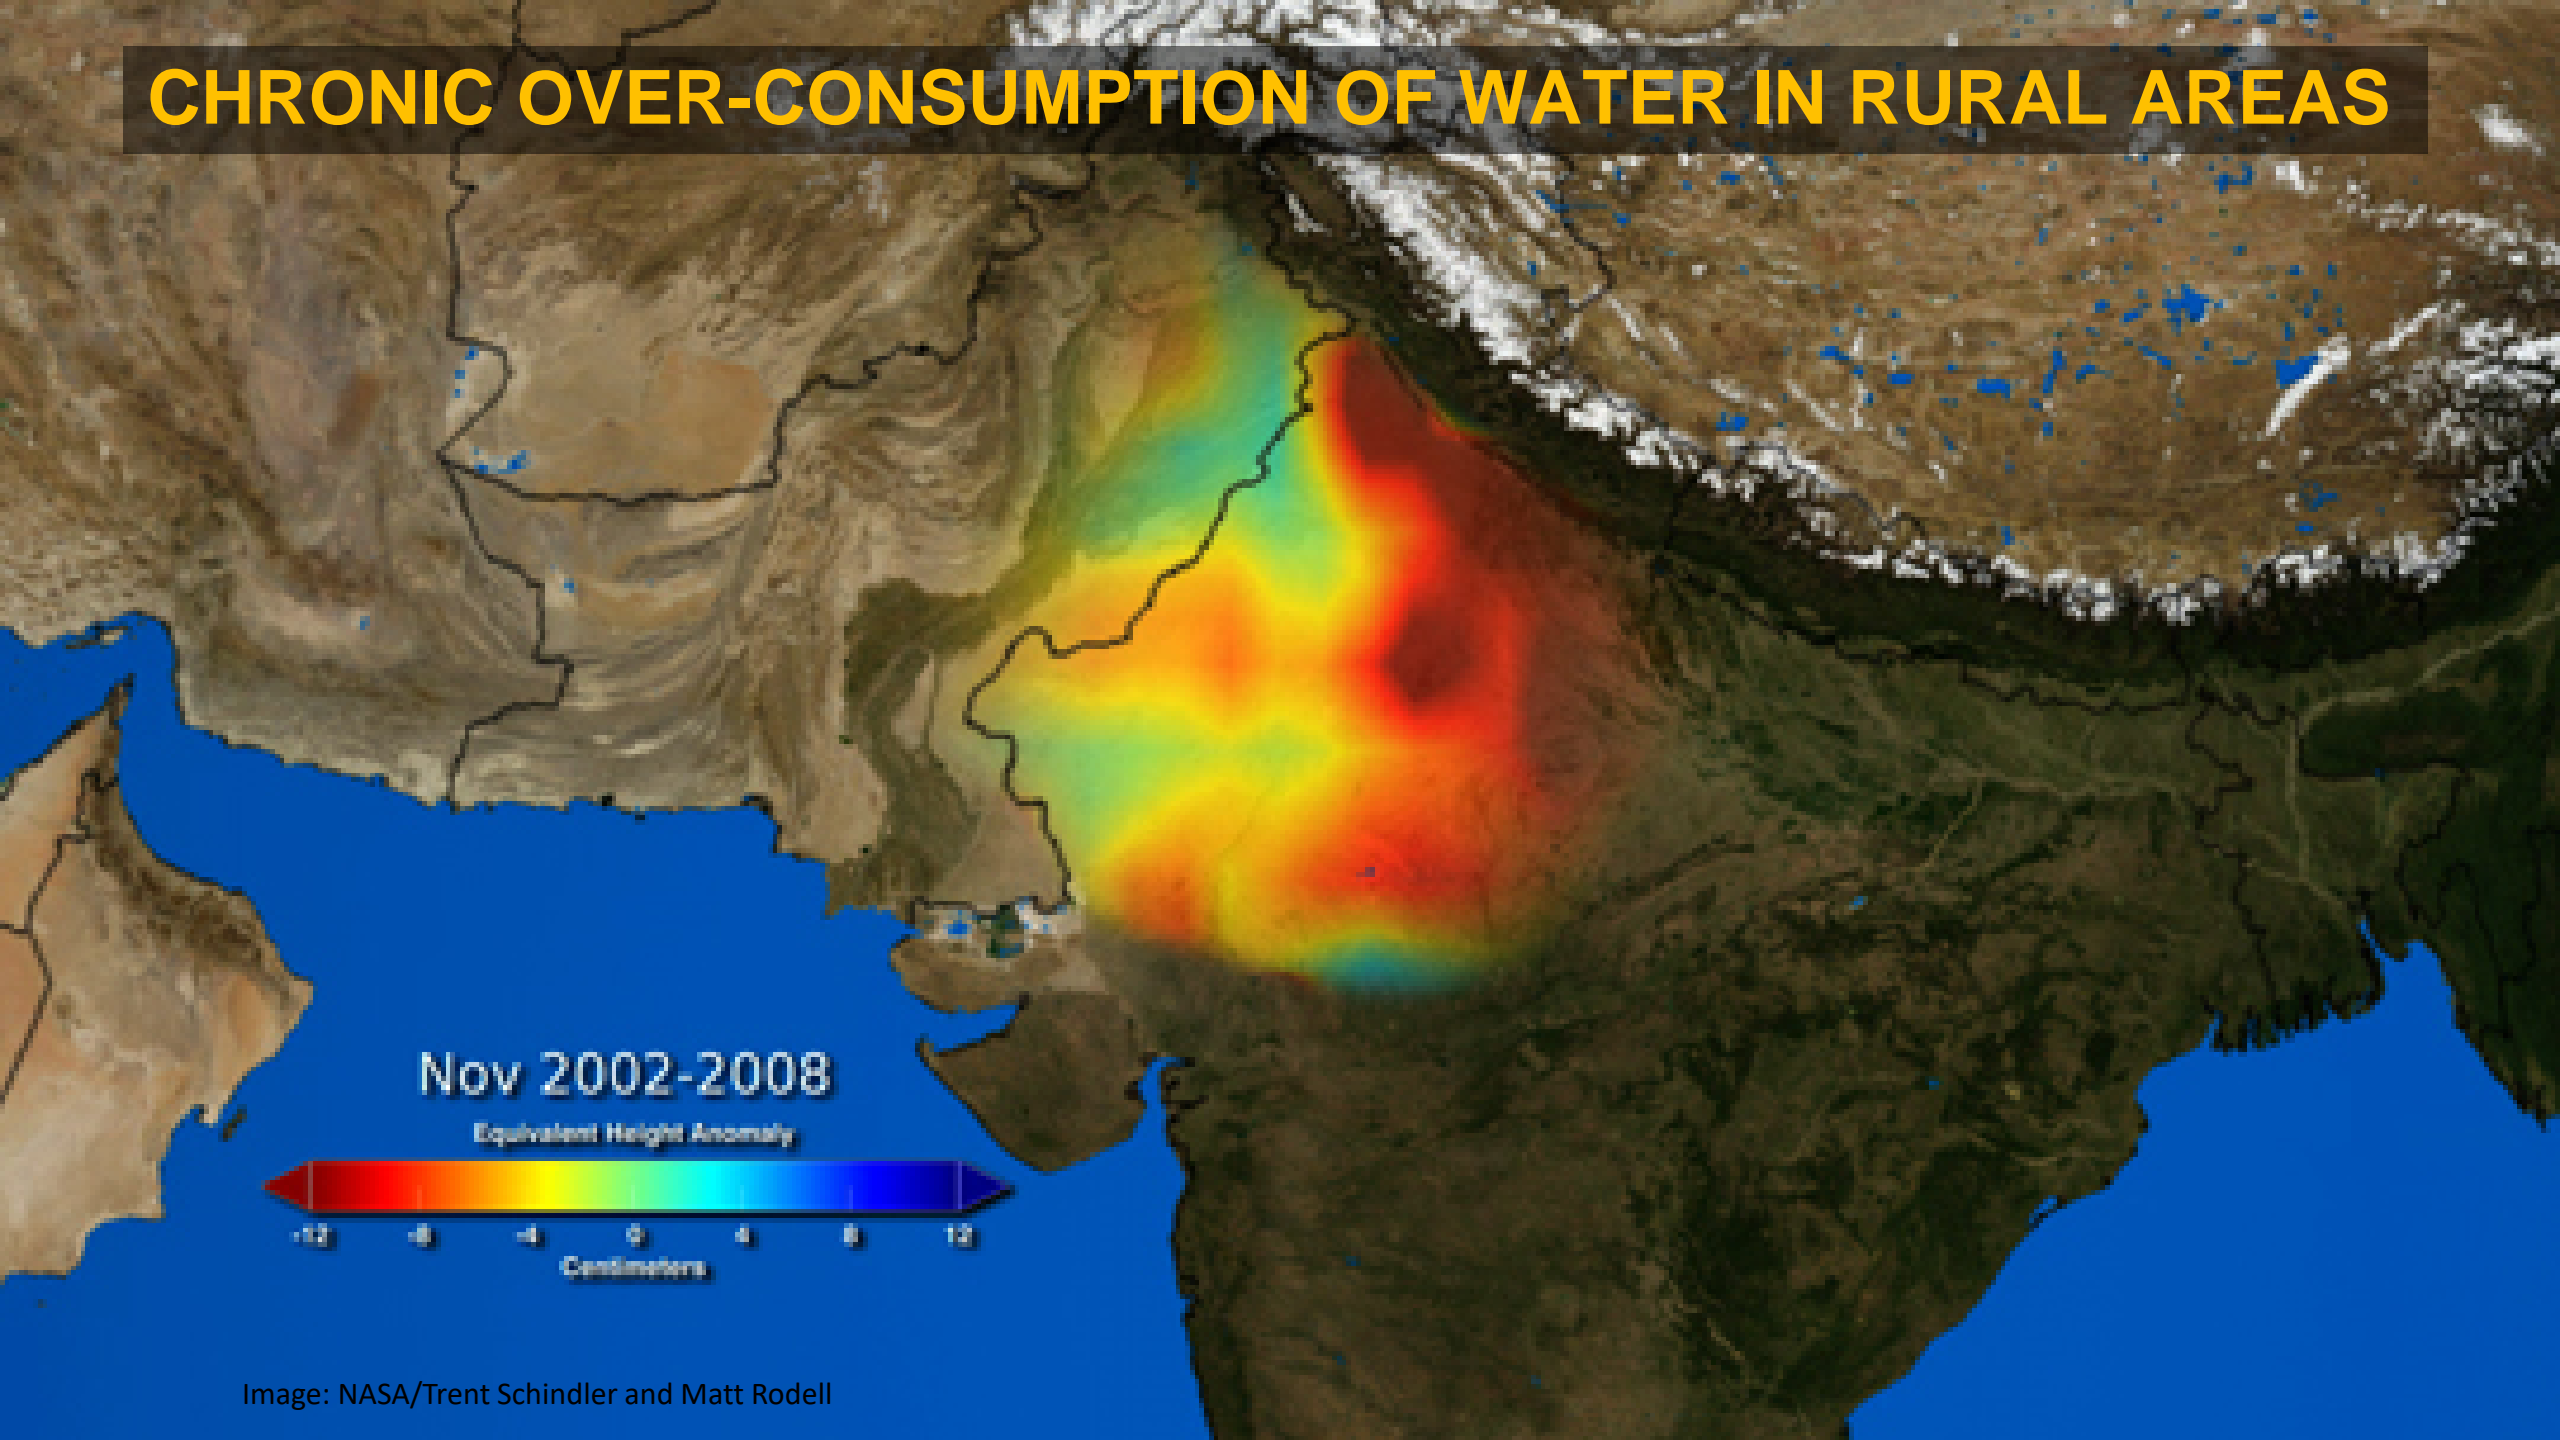 CHRONIC OVER-CONSUMPTION OF WATER IN RURAL AREAS
Nov 2002-2008
Equivalent Height Anomaly
-12 -8 -4 0 4 8 12
Centimeters
Image: NASA/Trent Schindler and Matt Rodell